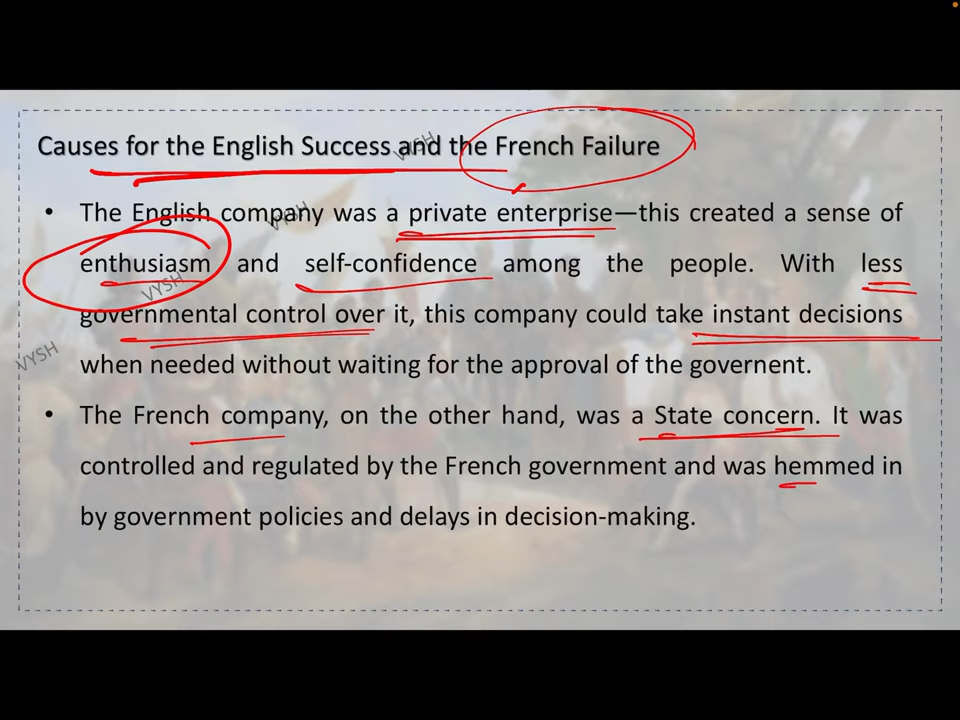 Causes for the English Success and the French Failure
VYSH
• The English company was a private enterprise—this created a sense of
VYSH
enthusiasm and self-confidence among the people. With less
VYSH
governmental control over it, this company could take instant decisions
VYSH
when needed without waiting for the approval of the governent.
• The French company, on the other hand, was a State concern. It was
controlled and regulated by the French government and was hemmed in
by government policies and delays in decision-making.